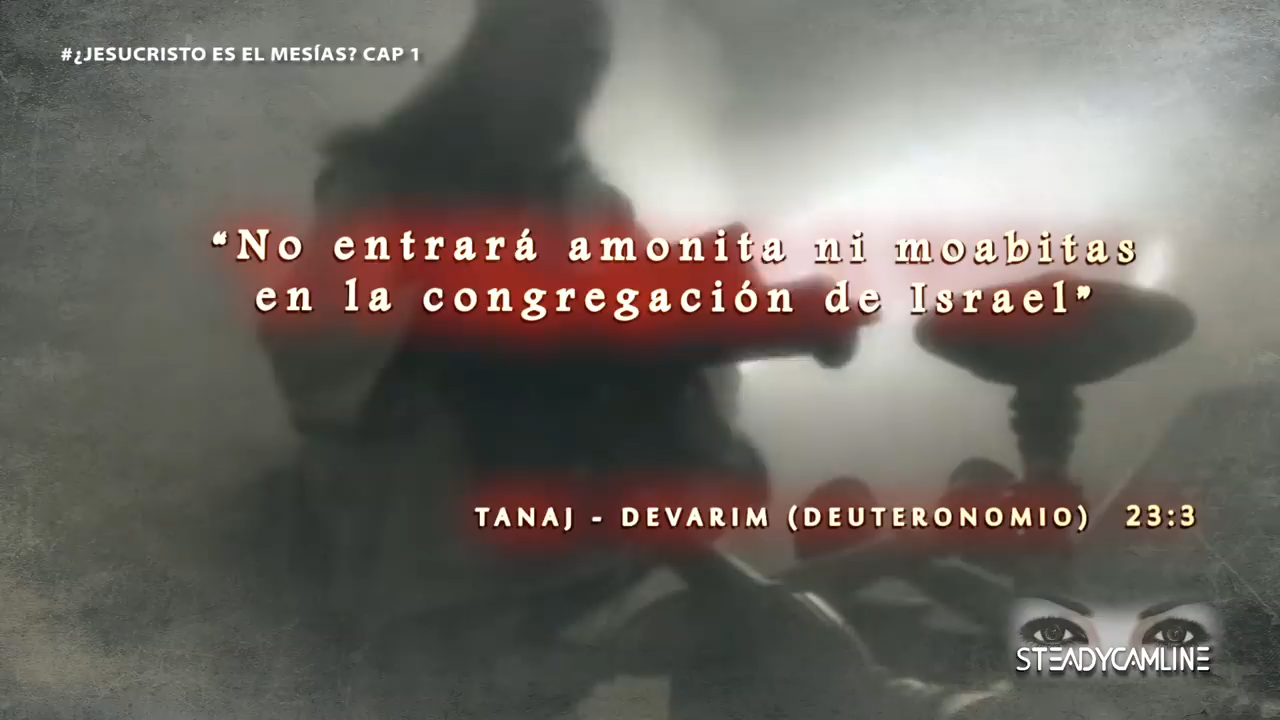 #¿JESUCRISTO ES EL MESÍAS? CAP 1
“No entrará amonita ni moabitas
en la congregación de Israel”
TANAJ - DEVARIM (DEUTERONOMIO) 23:3
STEADYCAMLINE